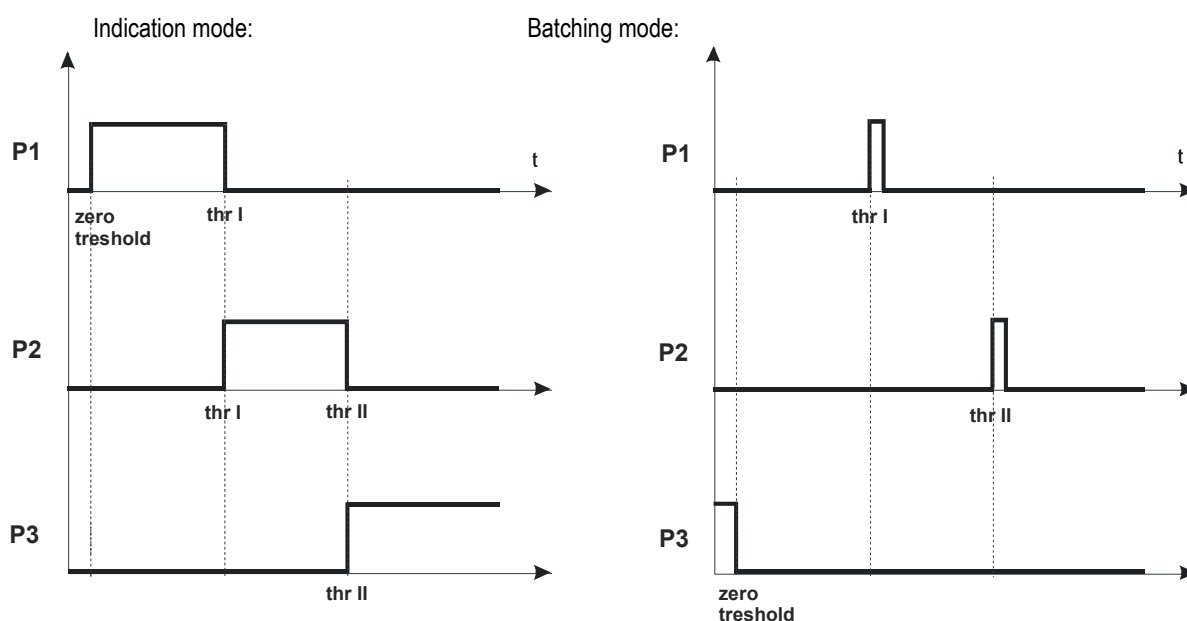 Indication mode:
Batching mode:
P1
t
zero
treshold
thr I
P2
thr I
thr II
P3
thr II
P1
t
thr I
P2
thr II
P3
zero
treshold